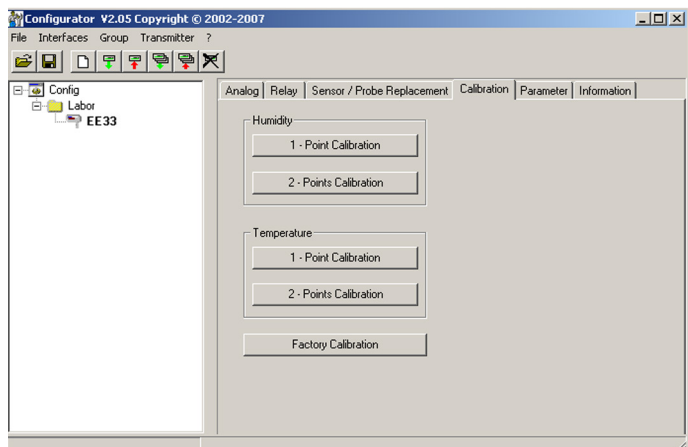 Configurator V2.05 Copyright © 2002-2007
File Interfaces Group Transmitter ?
Config
Labor
EE33
Analog Relay Sensor / Probe Replacement Calibration Parameter Information
Humidity
1 - Point Calibration
2 - Points Calibration
Temperature
1 - Point Calibration
2 - Points Calibration
Factory Calibration